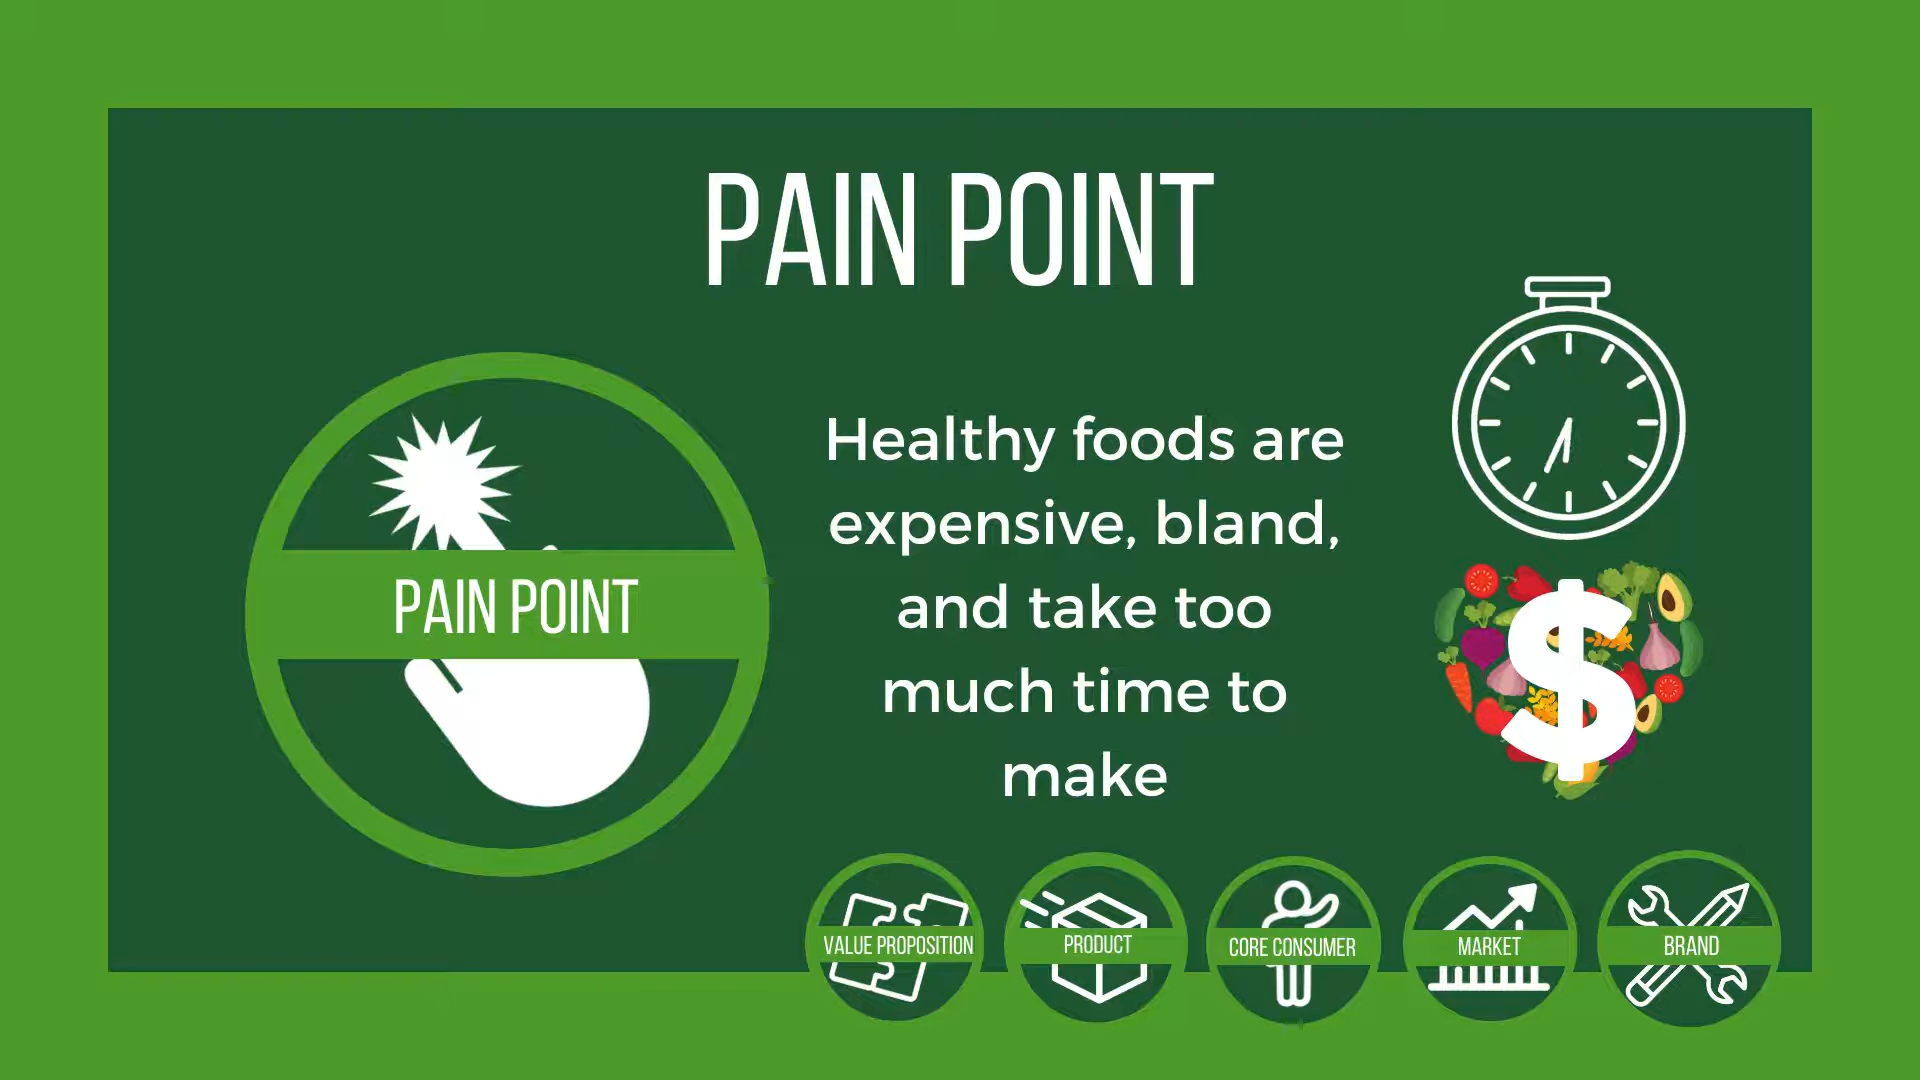 PAIN POINT
PAIN POINT
Healthy foods are
expensive, bland,
and take too
much time to
make
$
VALUE PROPOSITION
PRODUCT
CORE CONSUMER
MARKET
BRAND